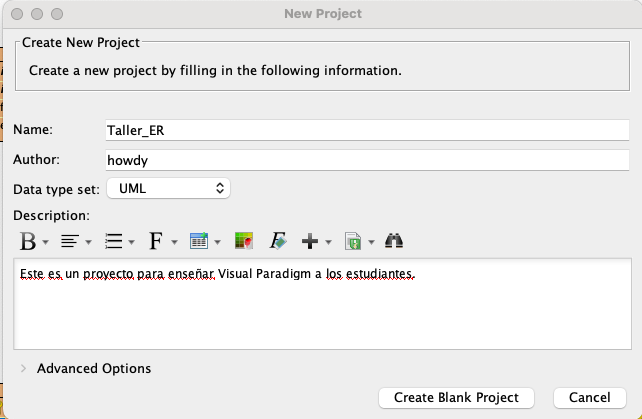 New Project
Create New Project
Create a new project by filling in the following information.
Name: Taller_ER
Author: howdy
Data type set: UML
Description:
B F
Este es un proyecto para enseñar Visual Paradigm a los estudiantes.
Advanced Options
Create Blank Project Cancel